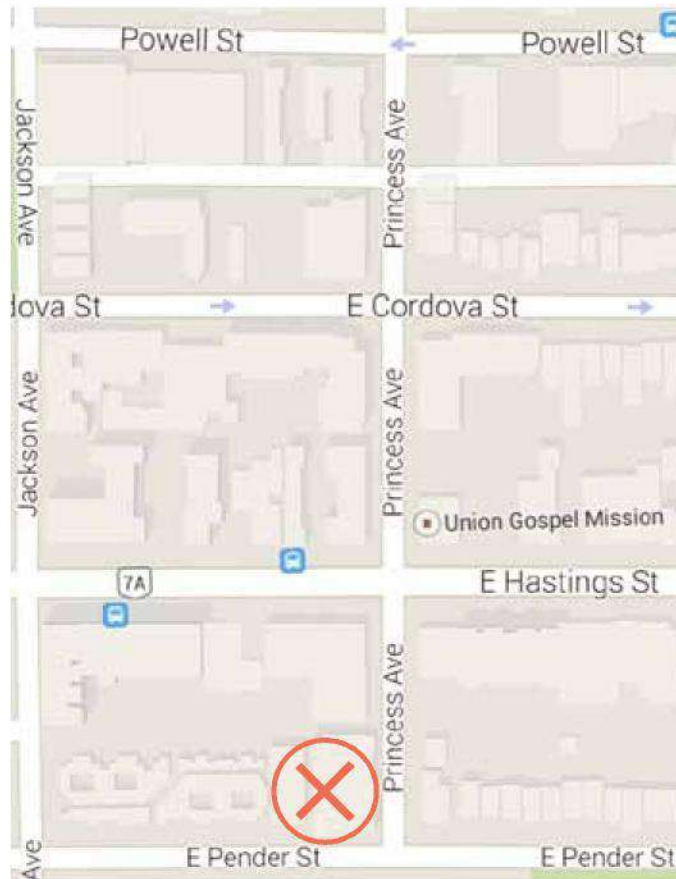 Powell St
Powell St
Jackson Ave
Princess Ave
dova St
E Cordova St
Jackson Ave
Princess Ave
Union Gospel Mission
7A
E Hastings St
Princess Ave
Ave
E Pender St
E Pender St